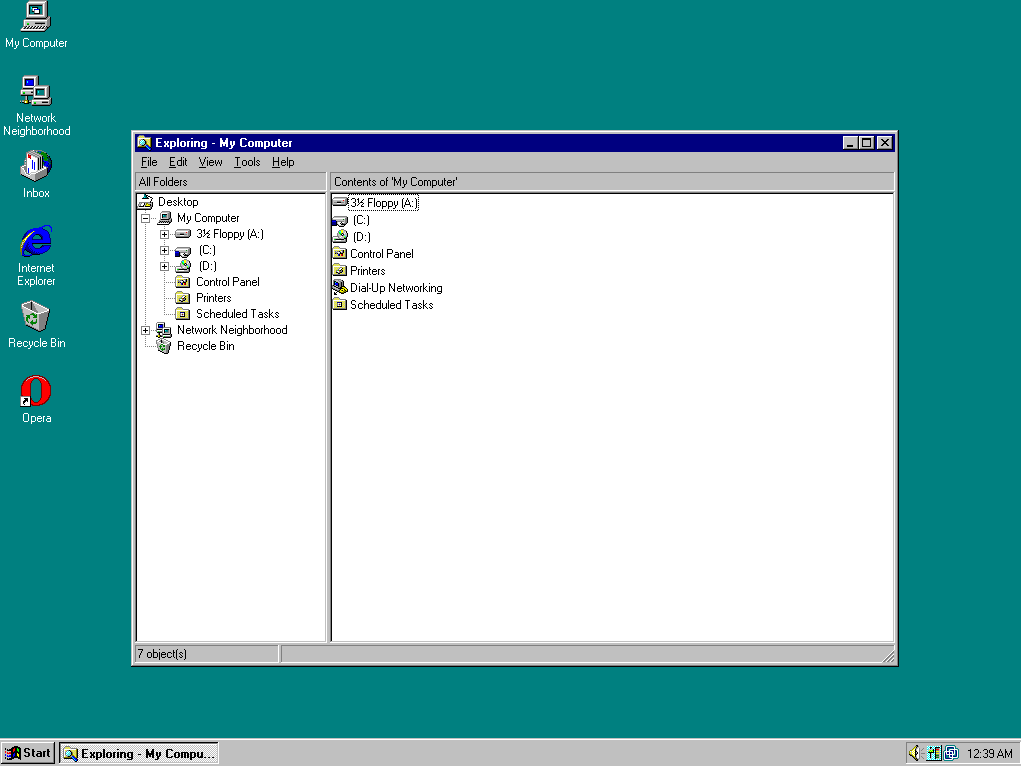 My Computer
Network
Neighborhood
Inbox
Internet
Explorer
Recycle Bin
Opera
Exploring - My Computer
File Edit View Tools Help
All Folders
Contents of 'My Computer'
Desktop
My Computer
3½ Floppy (A:)
(C:)
(D:)
Control Panel
Printers
Scheduled Tasks
Network Neighborhood
Recycle Bin
3½ Floppy (A:)
(C:)
(D:)
Control Panel
Printers
Dial-Up Networking
Scheduled Tasks
7 object(s)
Start
Exploring - My Compu...
12:39 AM